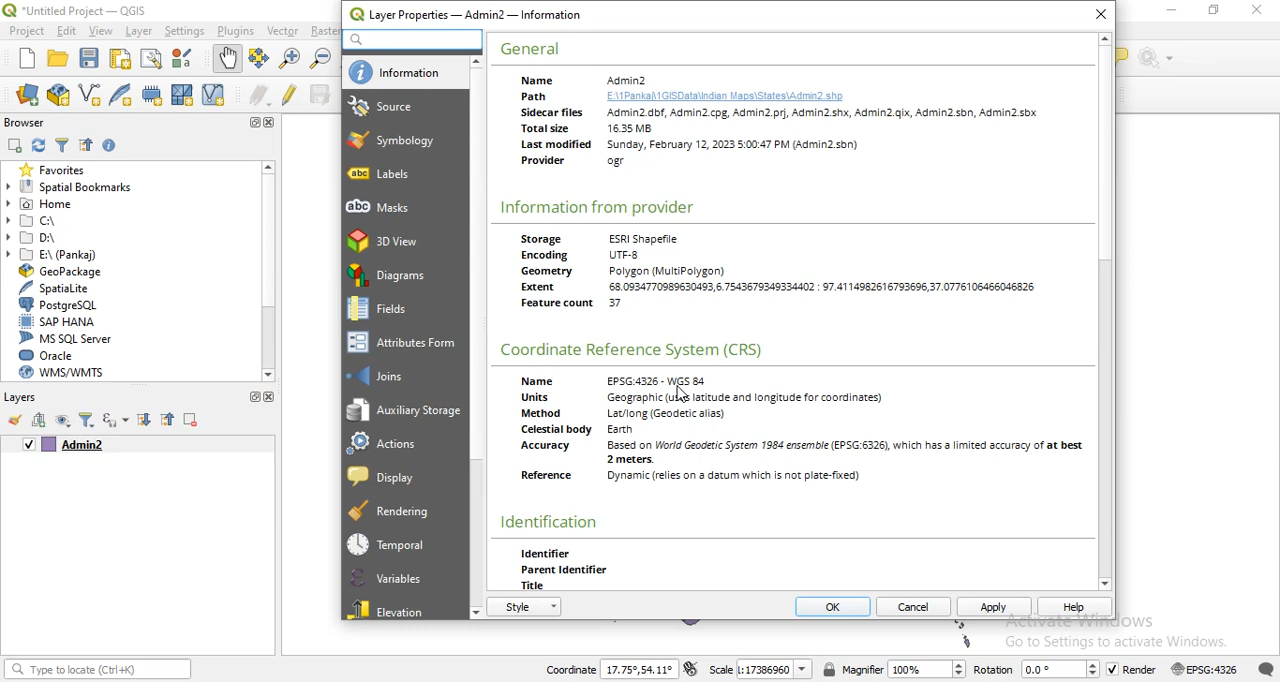 *Untitled Project — QGIS
Project Edit View Layer Settings Plugins Vector Raster
Browser
Favorites
Spatial Bookmarks
Home
C:\
D:\
E:\ (Pankaj)
GeoPackage
SpatiaLite
PostgreSQL
SAP HANA
MS SQL Server
Oracle
WMS/WMTS
Layers
Admin2
Layer Properties — Admin2 — Information
Information
Source
Symbology
abc Labels
abc Masks
3D View
Diagrams
Fields
Attributes Form
Joins
Auxiliary Storage
Actions
Display
Rendering
Temporal
Variables
Elevation
General
Name Admin2
Path E:\1Pankaj\1GISData\Indian Maps\States\Admin2.shp
Sidecar files Admin2.dbf, Admin2.cpg, Admin2.prj, Admin2.shx, Admin2.qix, Admin2.sbn, Admin2.sbx
Total size 16.35 MB
Last modified Sunday, February 12, 2023 5:00:47 PM (Admin2.sbn)
Provider ogr
Information from provider
Storage ESRI Shapefile
Encoding UTF-8
Geometry Polygon (MultiPolygon)
Extent 68.0934770989630493,6.7543679349334402 : 97.4114982616793696,37.0776106466046826
Feature count 37
Coordinate Reference System (CRS)
Name EPSG:4326 - WGS 84
Units Geographic (uses latitude and longitude for coordinates)
Method Lat/long (Geodetic alias)
Celestial body Earth
Accuracy Based on World Geodetic System 1984 ensemble (EPSG:6326), which has a limited accuracy of at best
2 meters.
Reference Dynamic (relies on a datum which is not plate-fixed)
Identification
Identifier
Parent Identifier
Title
Style OK Cancel Apply Help
Activate Windows
Go to Settings to activate Windows.
Type to locate (Ctrl+K) Coordinate 17.75°,54.11° Scale 1:17386960 Magnifier 100% Rotation 0.0 ° Render EPSG:4326